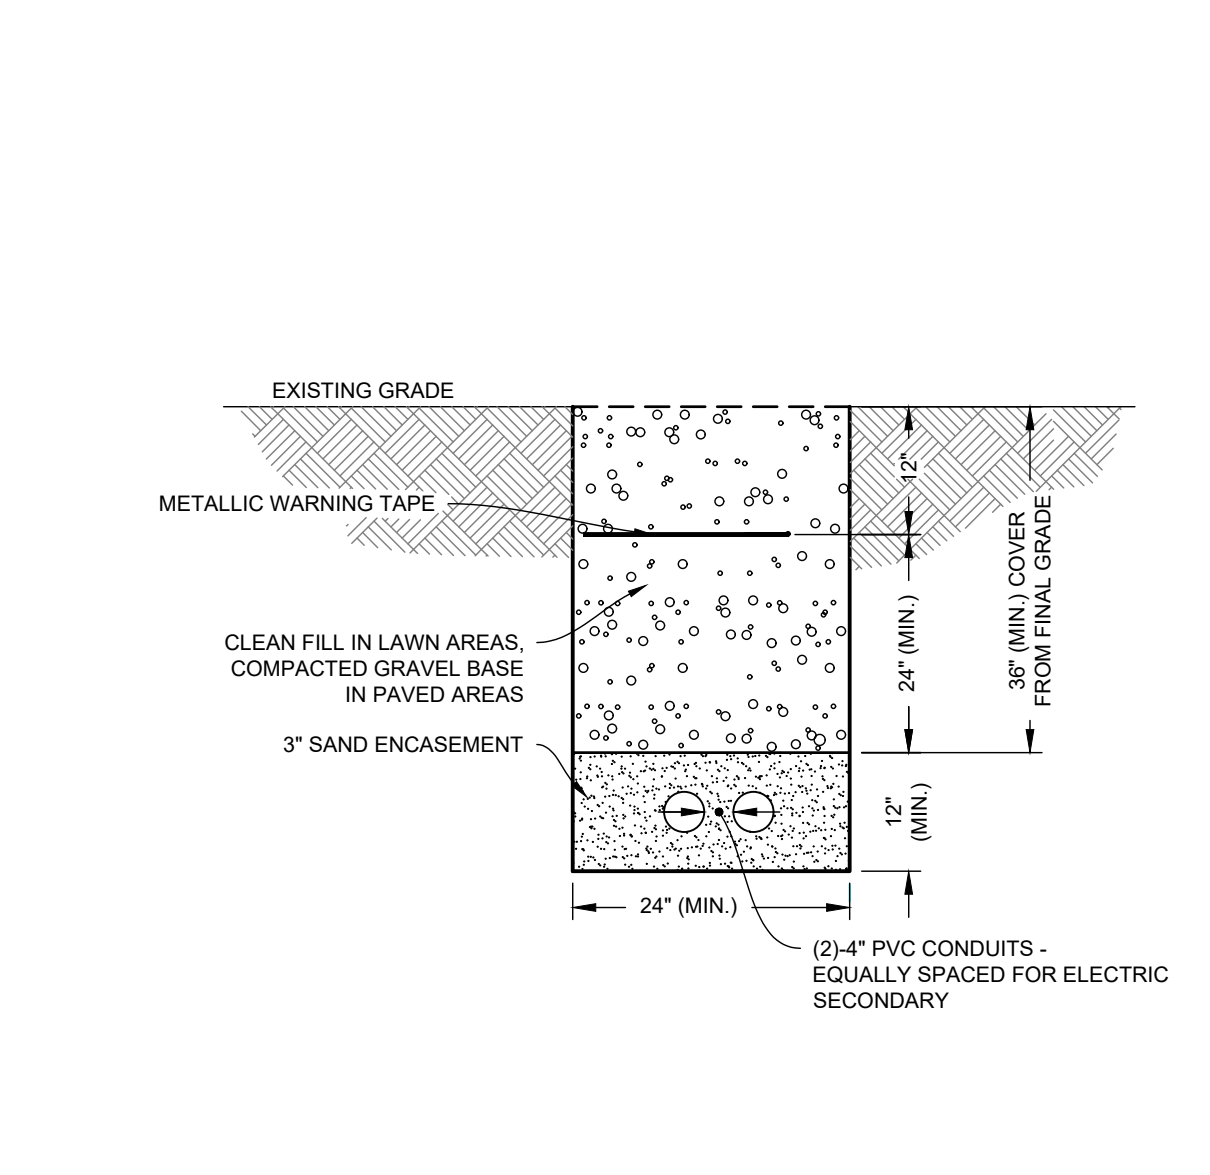 EXISTING GRADE
12"
METALLIC WARNING TAPE
36" (MIN.) COVER
FROM FINAL GRADE
24" (MIN.)
CLEAN FILL IN LAWN AREAS,
COMPACTED GRAVEL BASE
IN PAVED AREAS
3" SAND ENCASEMENT
12"
(MIN.)
24" (MIN.)
(2)-4" PVC CONDUITS -
EQUALLY SPACED FOR ELECTRIC
SECONDARY